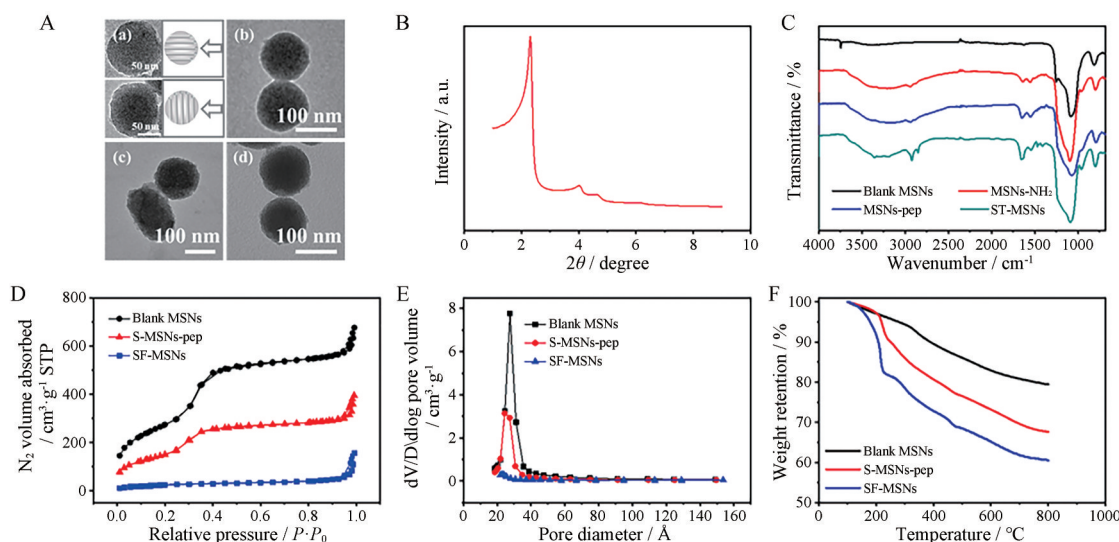 A
(a)
50 nm
50 nm
(b)
100 nm
(c)
100 nm
(d)
100 nm
B
Intensity / a.u.
0 2 4 6 8 10
2θ / degree
C
Transmittance / %
Blank MSNs
MSNs-NH₂
MSNs-pep
ST-MSNs
4000 3000 2000 1000
Wavenumber / cm⁻¹
D
N₂ volume absorbed
/ cm³·g⁻¹ STP
800
600
400
200
0
Blank MSNs
S-MSNs-pep
SF-MSNs
0.0 0.2 0.4 0.6 0.8 1.0
Relative pressure / P·P₀
E
dV/D\dlog pore volume
/ cm³·g⁻¹
8
6
4
2
0
Blank MSNs
S-MSNs-pep
SF-MSNs
0 20 40 60 80 100 120 140 160
Pore diameter / Å
F
Weight retention / %
100
90
80
70
60
50
Blank MSNs
S-MSNs-pep
SF-MSNs
0 200 400 600 800 1000
Temperature / °C